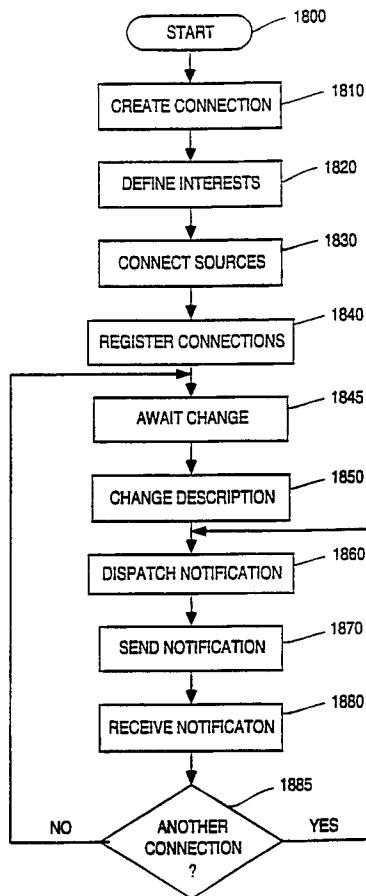 START
1800
CREATE CONNECTION
1810
DEFINE INTERESTS
1820
CONNECT SOURCES
1830
REGISTER CONNECTIONS
1840
AWAIT CHANGE
1845
CHANGE DESCRIPTION
1850
DISPATCH NOTIFICATION
1860
SEND NOTIFICATION
1870
RECEIVE NOTIFICATON
1880
1885
NO
ANOTHER
CONNECTION
?
YES